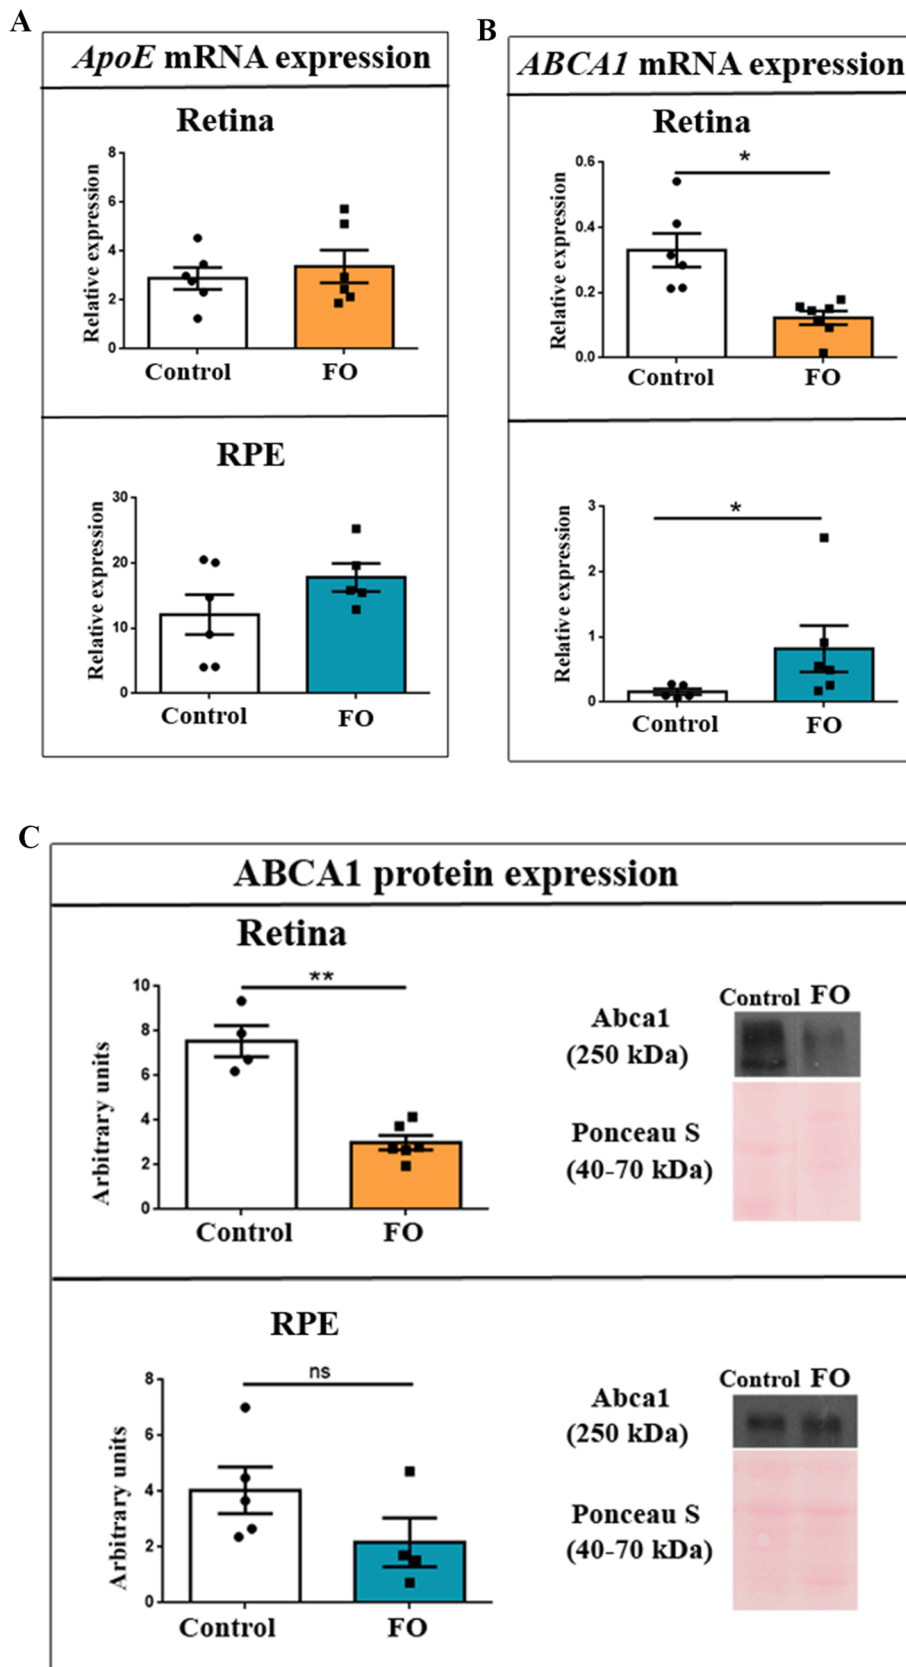 A
ApoE mRNA expression
Retina
Relative expression
8
6
4
2
0
Control
FO
RPE
Relative expression
30
20
10
0
Control
FO
B
ABCA1 mRNA expression
Retina
*
Relative expression
0.6
0.4
0.2
0.0
Control
FO
*
Relative expression
3
2
1
0
Control
FO
C
ABCA1 protein expression
Retina
**
Arbitrary units
10
8
6
4
2
0
Control
FO
Control FO
Abca1
(250 kDa)
Ponceau S
(40-70 kDa)
RPE
ns
Arbitrary units
8
6
4
2
0
Control
FO
Control FO
Abca1
(250 kDa)
Ponceau S
(40-70 kDa)